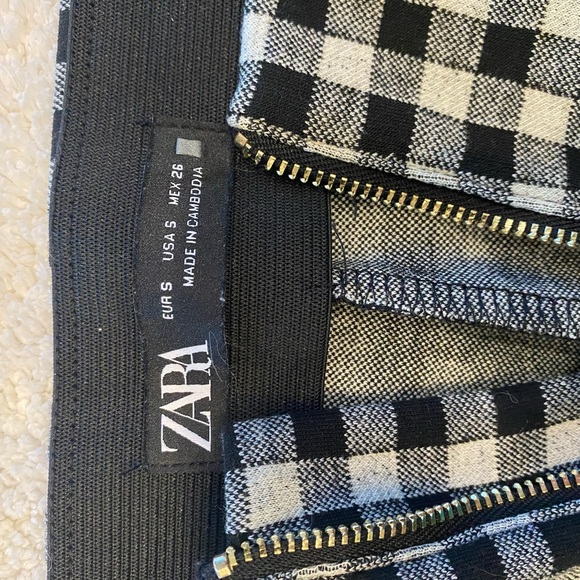 ZARA
EUR S USA S MEX 26
MADE IN CAMBODIA